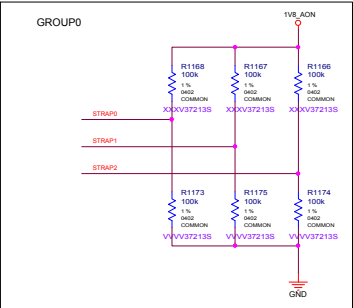 GROUP0
1V8_AON
R1168
100k
1 %
0402
COMMON
XXXV37213S
R1167
100k
1 %
0402
COMMON
XXXV37213S
R1166
100k
1 %
0402
COMMON
XXXV37213S
STRAP0
STRAP1
STRAP2
R1173
100k
1 %
0402
COMMON
VVVV37213S
R1175
100k
1 %
0402
COMMON
VVVV37213S
R1174
100k
1 %
0402
COMMON
VVVV37213S
GND